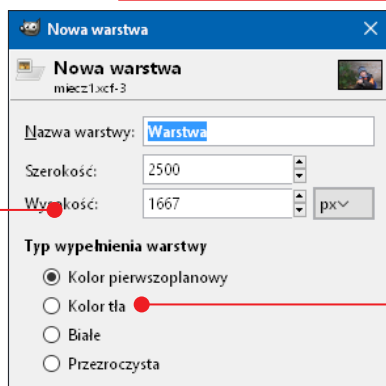 Nowa warstwa
Nowa warstwa
miecz1.xcf-3
Nazwa warstwy: Warstwa
Szerokość: 2500
Wysokość: 1667 px
Typ wypełnienia warstwy
Kolor pierwszoplanowy
Kolor tła
Białe
Przezroczysta